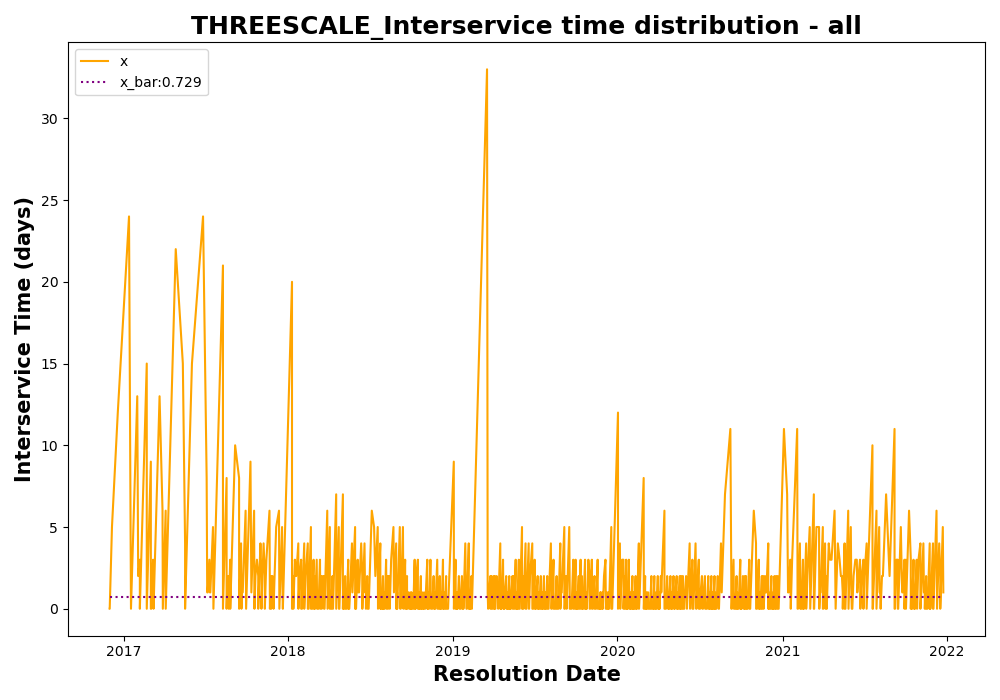 THREESCALE_Interservice time distribution - all
x
x_bar:0.729
Interservice Time (days)
30
25
20
15
10
5
0
2017 2018 2019 2020 2021 2022
Resolution Date